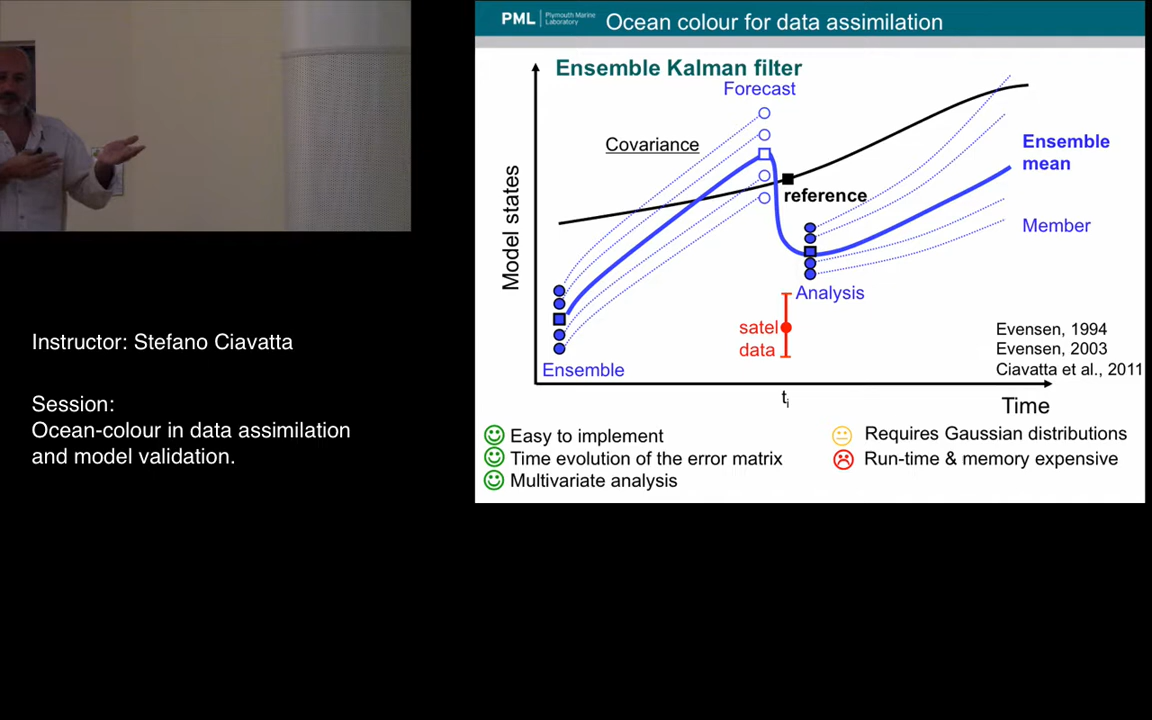 PML Plymouth Marine
Laboratory
Ocean colour for data assimilation
Ensemble Kalman filter
Forecast
Covariance
Ensemble
mean
reference
Model states
Member
Analysis
satel
data
Evensen, 1994
Evensen, 2003
Ciavatta et al., 2011
Ensemble
ti
Time
Easy to implement
Time evolution of the error matrix
Multivariate analysis
Requires Gaussian distributions
Run-time & memory expensive
Instructor: Stefano Ciavatta
Session:
Ocean-colour in data assimilation
and model validation.